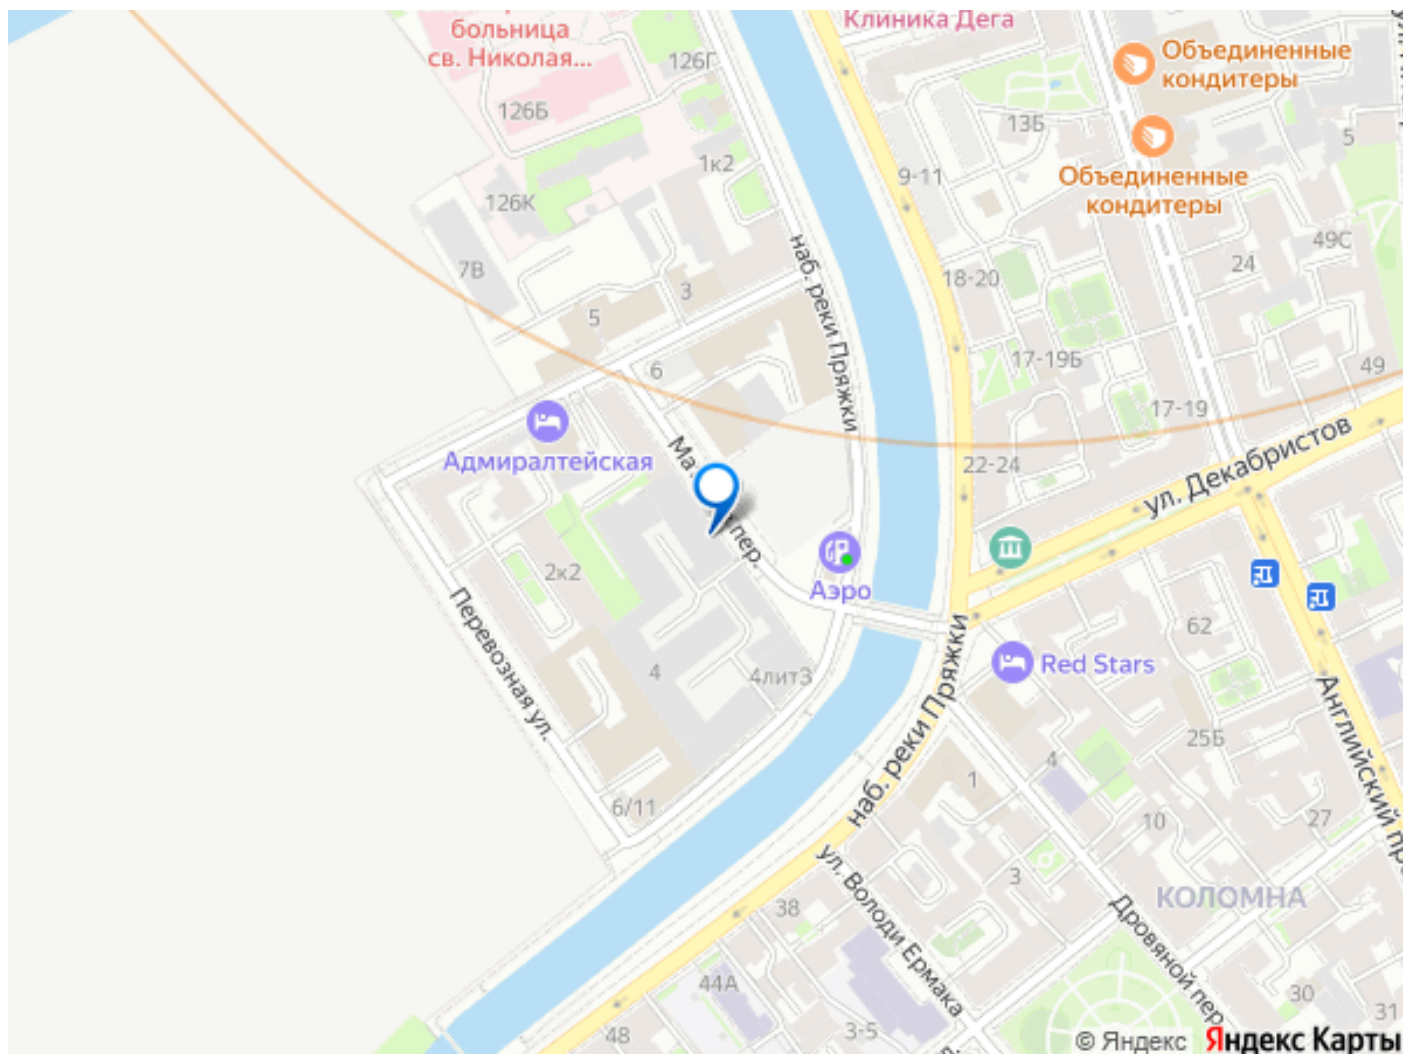 Клиника Дега
больница
св. Николая...
126Г
126Б
Объединенные
кондитеры
13Б
5
1к2
9-11
Объединенные
кондитеры
126К
49С
7В
24
18-20
3
наб. реки Пряжки
5
17-19Б
6
49
17-19
Адмиралтейская
22-24
ул. Декабристов
пер.
2к2
Аэро
Перевозная ул.
62
4
4литЗ
Red Stars
наб. реки Пряжки
Английский
25Б
4
1
6/11
10
27
ул. Володи Ермака
3
КОЛОМНА
38
Дровяной пер.
44А
30
31
48
3-5
© Яндекс
Яндекс Карты